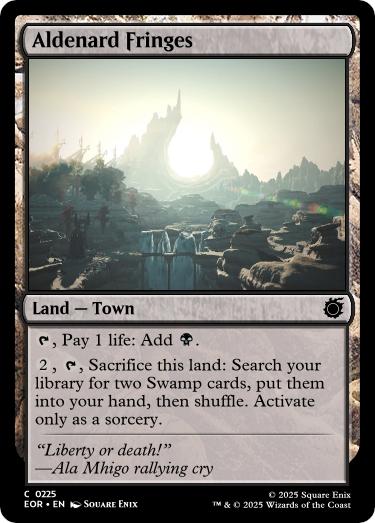 Aldenard Fringes
Land — Town
, Pay 1 life: Add .
2 , , Sacrifice this land: Search your
library for two Swamp cards, put them
into your hand, then shuffle. Activate
only as a sorcery.
“Liberty or death!”
—Ala Mhigo rallying cry
C 0225
EOR • EN SQUARE ENIX
© 2025 Square Enix
™ & © 2025 Wizards of the Coast